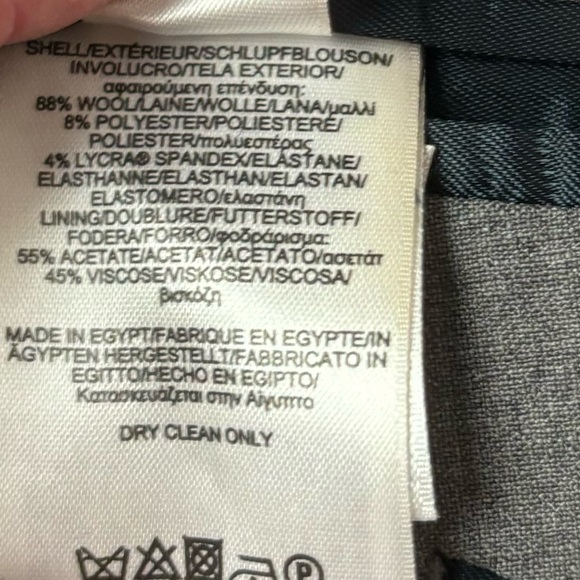 SHELL/EXTÉRIEUR/SCHLUPFBLOUSON/
INVOLUCRO/TELA EXTERIOR/
αφαιρούμενη επένδυση:
88% WOOL/LAINE/WOLLE/LANA/μαλλί
8% POLYESTER/POLIESTERE/
POLIESTER/πολυεστέρας
4% LYCRA® SPANDEX/ELASTANE/
ELASTHANNE/ELASTHAN/ELASTAN/
ELASTOMERO/ελαστάνη
LINING/DOUBLURE/FUTTERSTOFF/
FODERA/FORRO/φοδράρισμα:
55% ACETATE/ACETAT/ACETATO/ασετάτ
45% VISCOSE/VISKOSE/VISCOSA/
βισκόζη
MADE IN EGYPT/FABRIQUE EN EGYPTE/IN
ÄGYPTEN HERGESTELLT/FABBRICATO IN
EGITTO/HECHO EN EGIPTO/
Κατασκευάζεται στην Αίγυπτο
DRY CLEAN ONLY
P